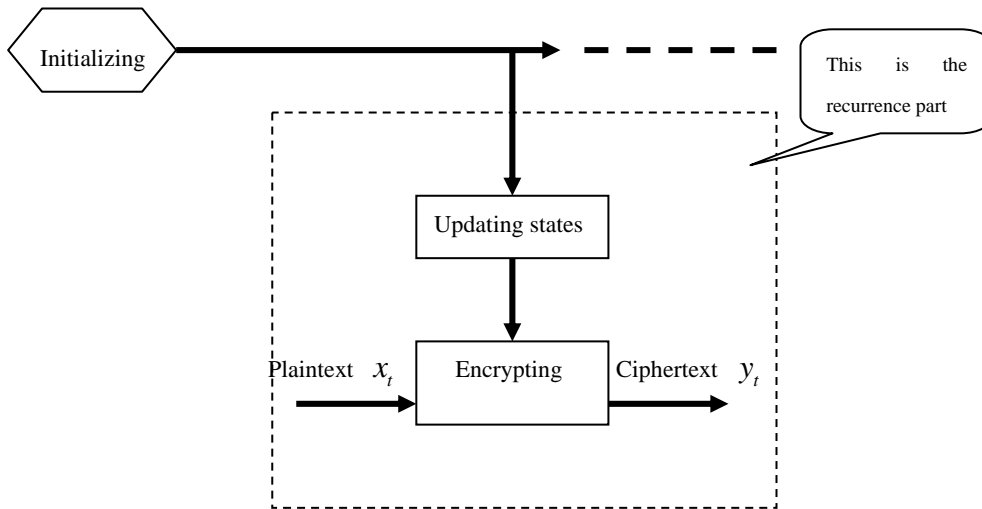 Initializing
This is the
recurrence part
Updating states
Plaintext x_t
Encrypting
Ciphertext y_t